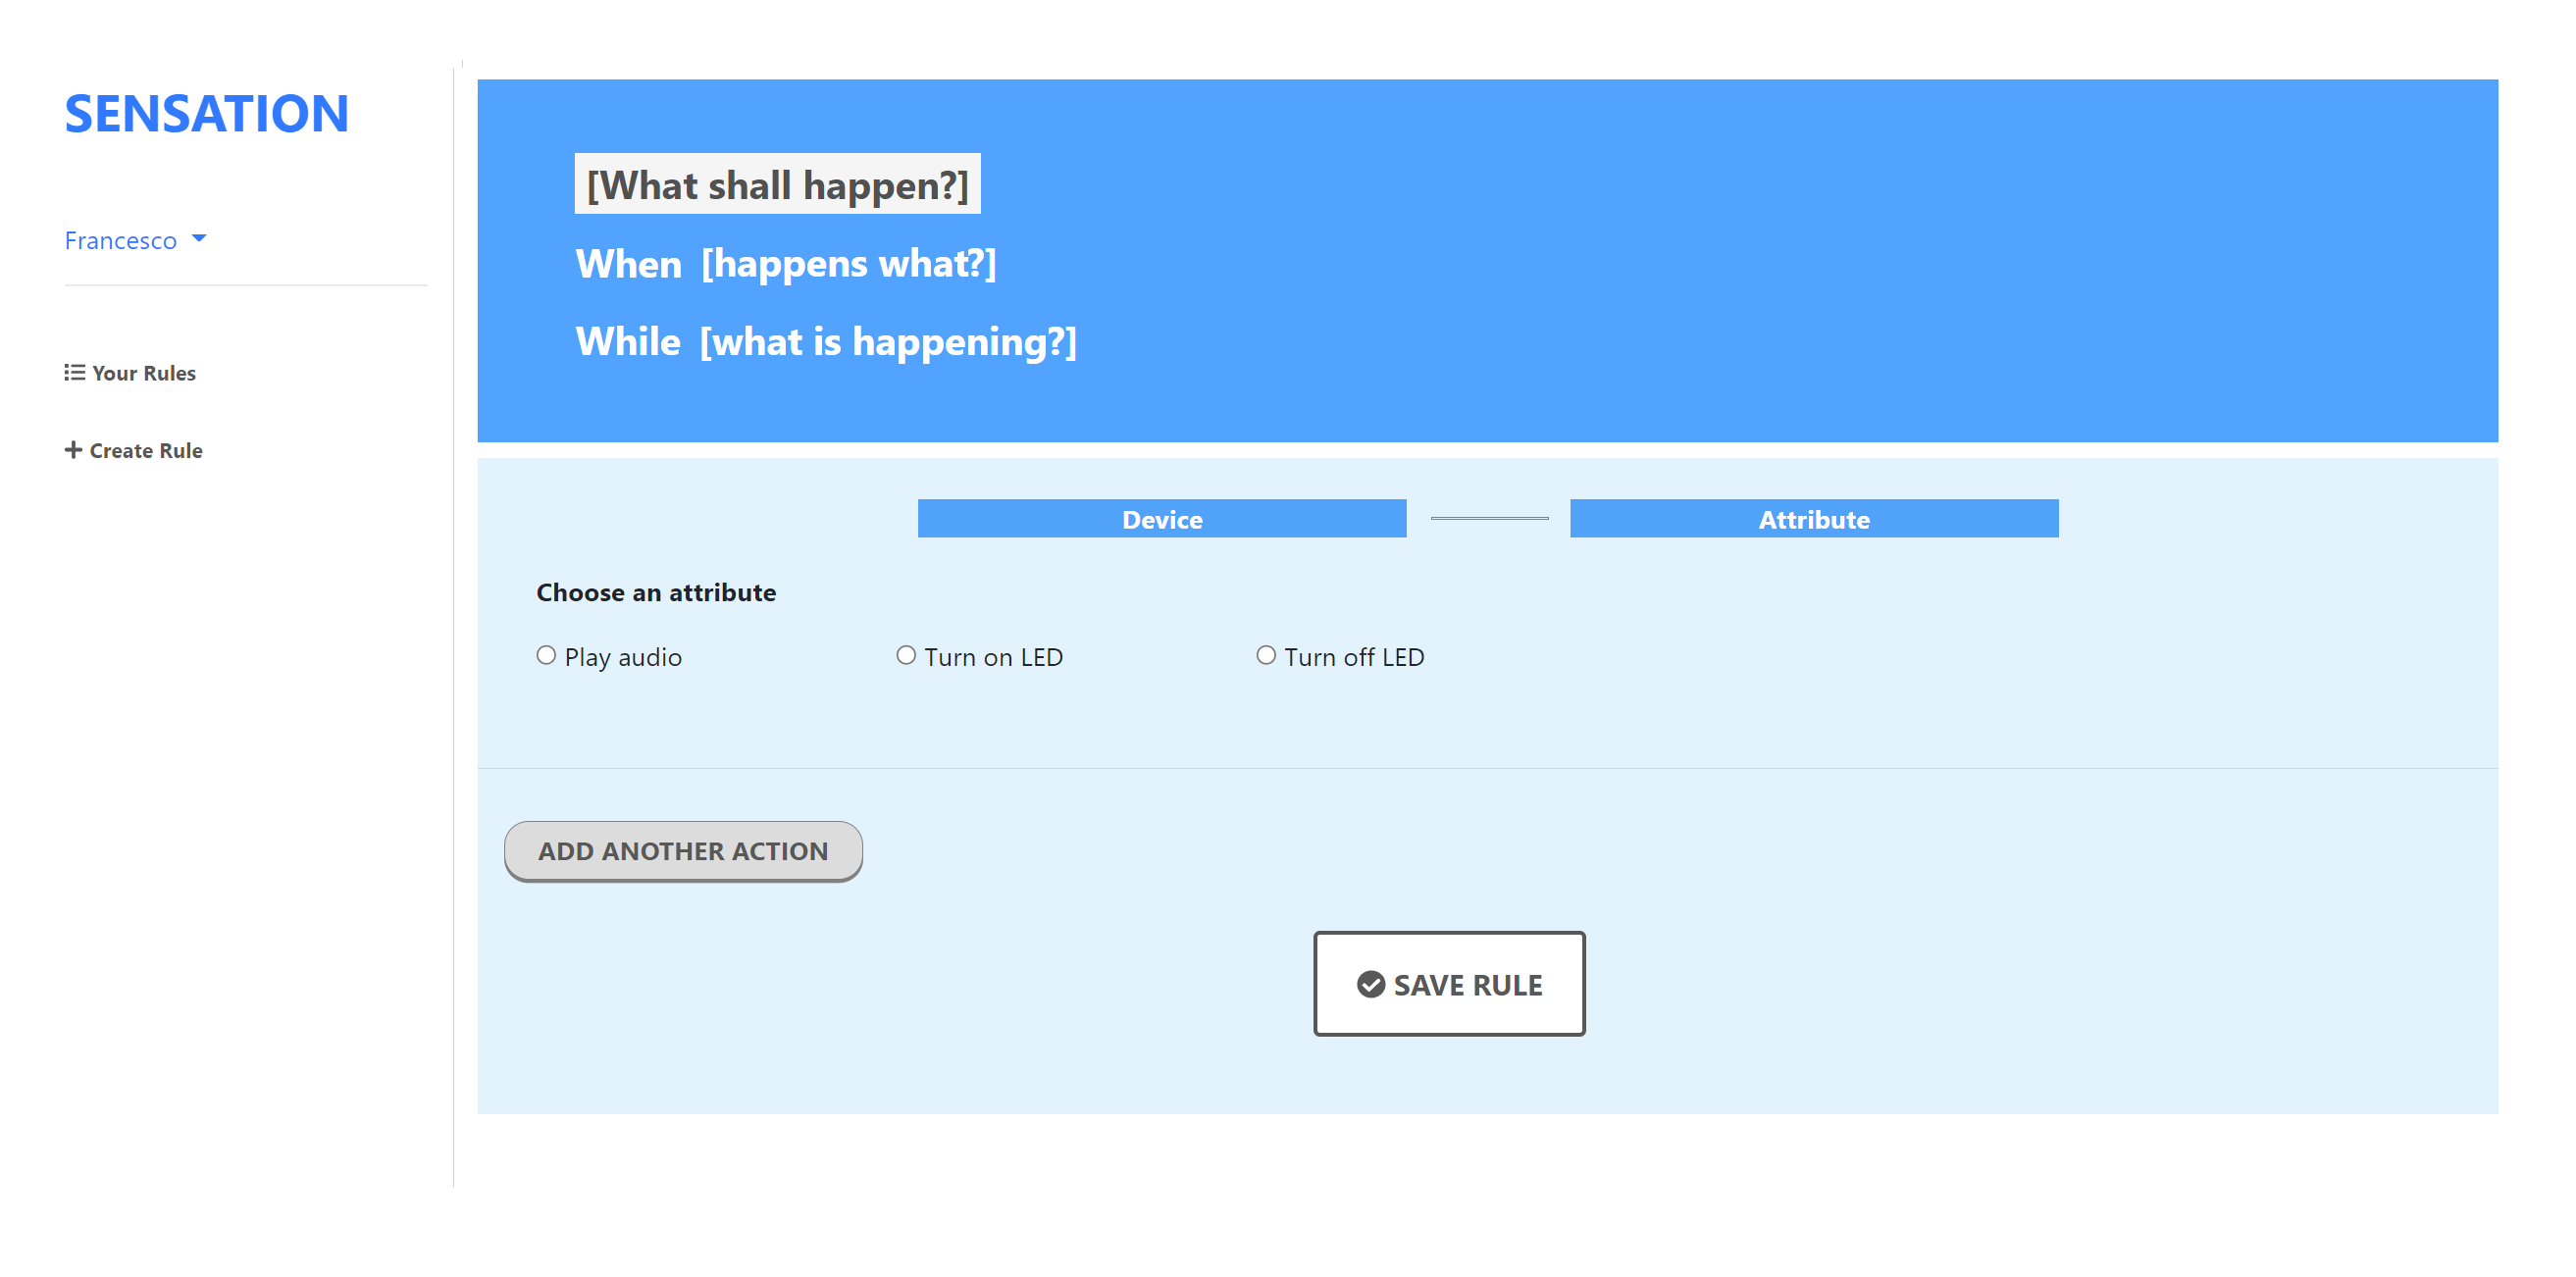 SENSATION
Francesco
Your Rules
Create Rule
[What shall happen?]
When [happens what?]
While [what is happening?]
Device Attribute
Choose an attribute
Play audio Turn on LED Turn off LED
ADD ANOTHER ACTION
SAVE RULE